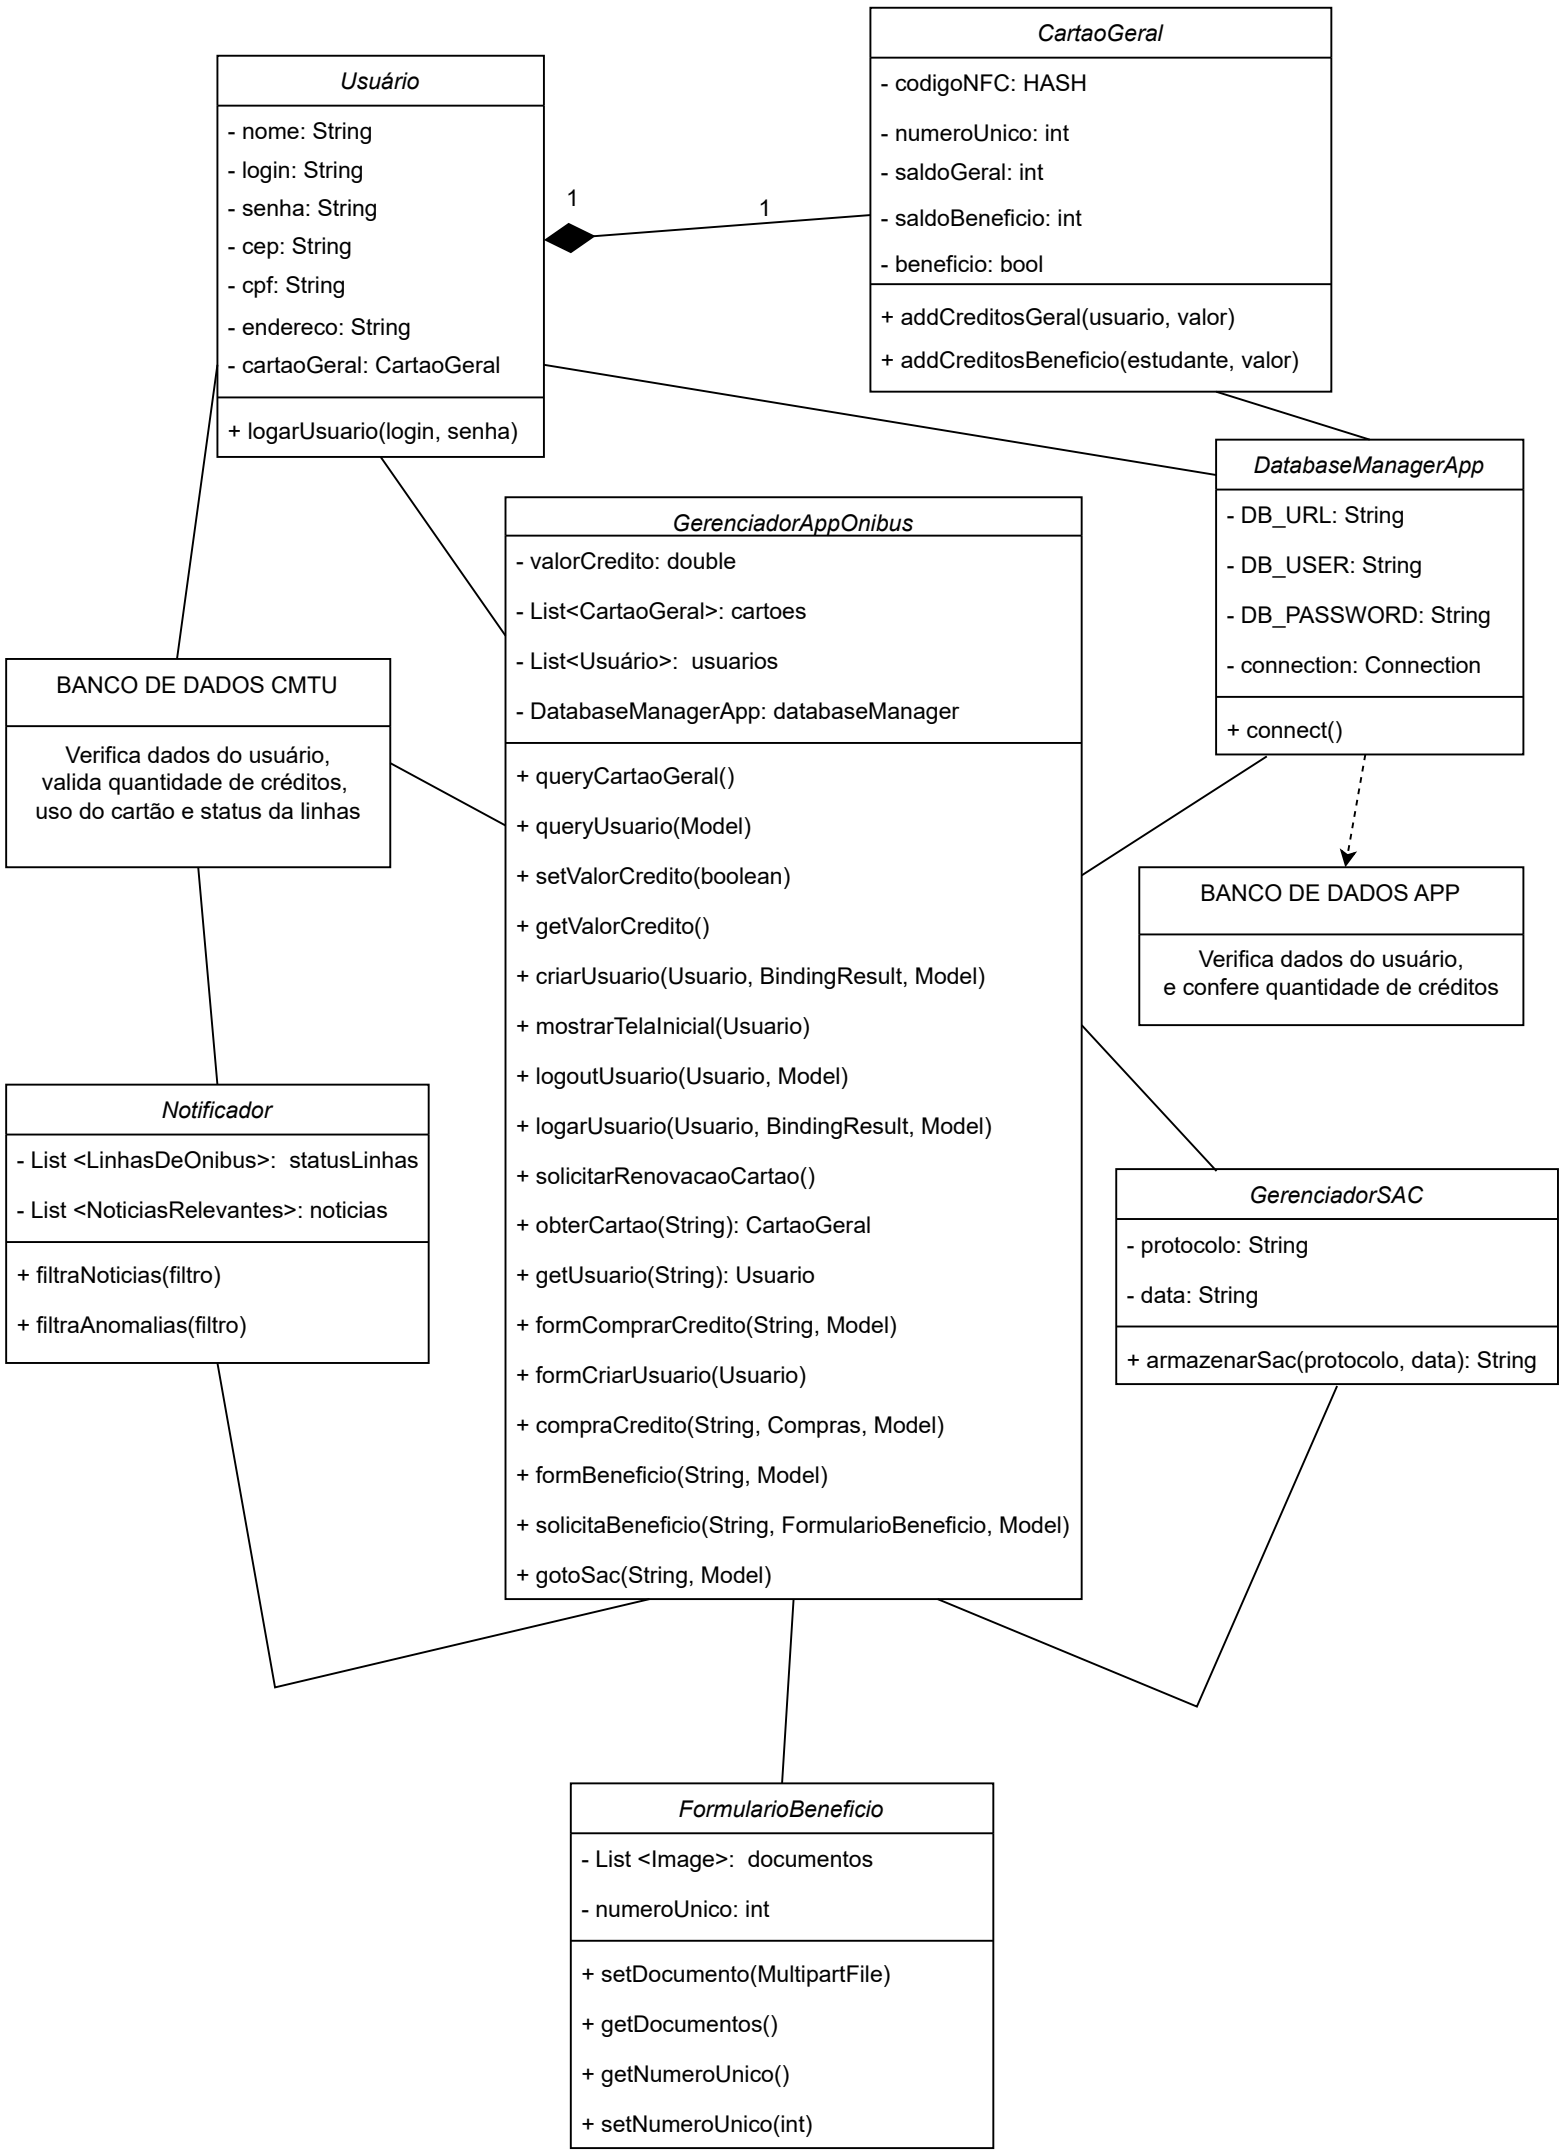 CartaoGeral
- codigoNFC: HASH
- numeroUnico: int
- saldoGeral: int
- saldoBeneficio: int
- beneficio: bool
+ addCreditosGeral(usuario, valor)
+ addCreditosBeneficio(estudante, valor)
Usuário
- nome: String
- login: String
- senha: String
- cep: String
- cpf: String
- endereco: String
- cartaoGeral: CartaoGeral
+ logarUsuario(login, senha)
1
1
DatabaseManagerApp
- DB_URL: String
- DB_USER: String
- DB_PASSWORD: String
- connection: Connection
+ connect()
GerenciadorAppOnibus
- valorCredito: double
- List<CartaoGeral>: cartoes
- List<Usuário>:  usuarios
- DatabaseManagerApp: databaseManager
+ queryCartaoGeral()
+ queryUsuario(Model)
+ setValorCredito(boolean)
+ getValorCredito()
+ criarUsuario(Usuario, BindingResult, Model)
+ mostrarTelaInicial(Usuario)
+ logoutUsuario(Usuario, Model)
+ logarUsuario(Usuario, BindingResult, Model)
+ solicitarRenovacaoCartao()
+ obterCartao(String): CartaoGeral
+ getUsuario(String): Usuario
+ formComprarCredito(String, Model)
+ formCriarUsuario(Usuario)
+ compraCredito(String, Compras, Model)
+ formBeneficio(String, Model)
+ solicitaBeneficio(String, FormularioBeneficio, Model)
+ gotoSac(String, Model)
BANCO DE DADOS CMTU
Verifica dados do usuário,
valida quantidade de créditos,
uso do cartão e status da linhas
BANCO DE DADOS APP
Verifica dados do usuário,
e confere quantidade de créditos
Notificador
- List <LinhasDeOnibus>:  statusLinhas
- List <NoticiasRelevantes>: noticias
+ filtraNoticias(filtro)
+ filtraAnomalias(filtro)
GerenciadorSAC
- protocolo: String
- data: String
+ armazenarSac(protocolo, data): String
FormularioBeneficio
- List <Image>:  documentos
- numeroUnico: int
+ setDocumento(MultipartFile)
+ getDocumentos()
+ getNumeroUnico()
+ setNumeroUnico(int)